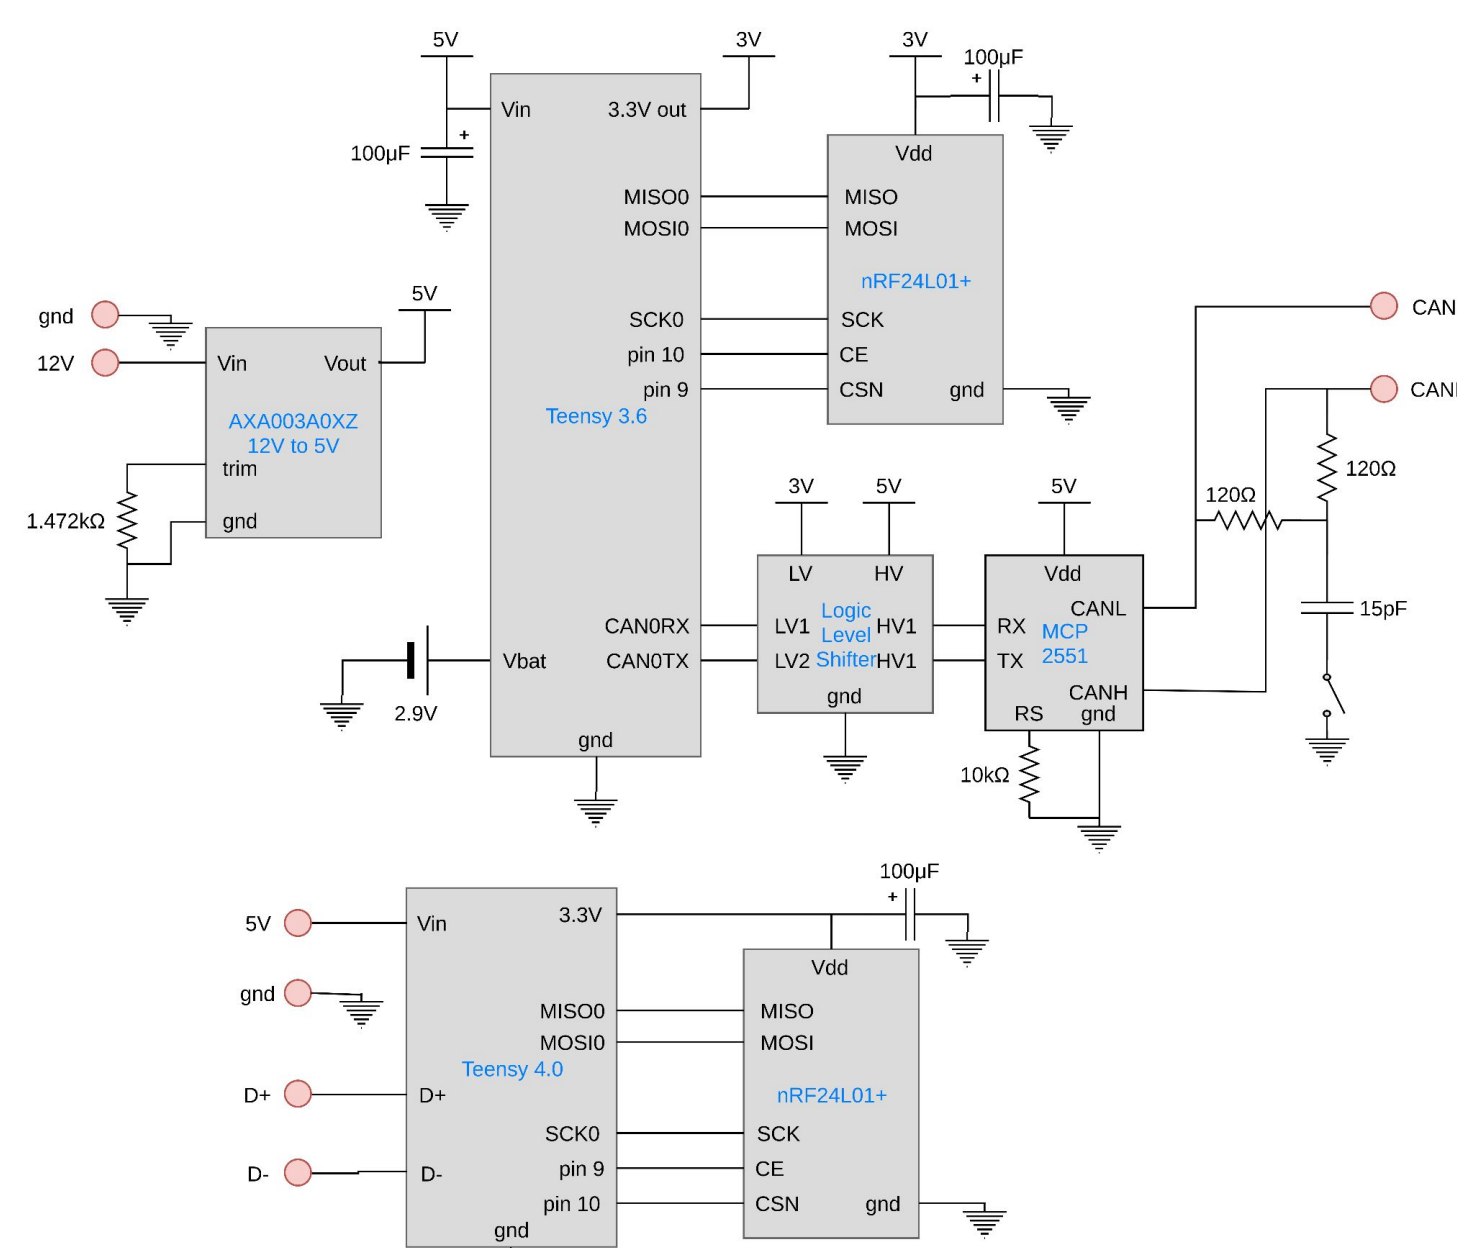 5V
3V
3V
100μF
+
Vin
3.3V out
+
100μF
Vdd
MISO0
MISO
MOSI0
MOSI
nRF24L01+
5V
gnd
SCK0
SCK
12V
Vin
Vout
pin 10
CE
pin 9
CSN
gnd
Teensy 3.6
AXA003A0XZ
12V to 5V
trim
1.472kΩ
gnd
CAN
CAN
120Ω
120Ω
3V
5V
5V
LV
HV
Vdd
Logic
Level
Shifter
CANL
15pF
CAN0RX
LV1
HV1
RX
MCP
2551
Vbat
CAN0TX
LV2
HV1
TX
2.9V
gnd
CANH
RS
gnd
gnd
10kΩ
100μF
+
5V
Vin
3.3V
Vdd
gnd
MISO0
MISO
MOSI0
MOSI
Teensy 4.0
D+
D+
nRF24L01+
SCK0
SCK
D-
D-
pin 9
CE
pin 10
CSN
gnd
gnd